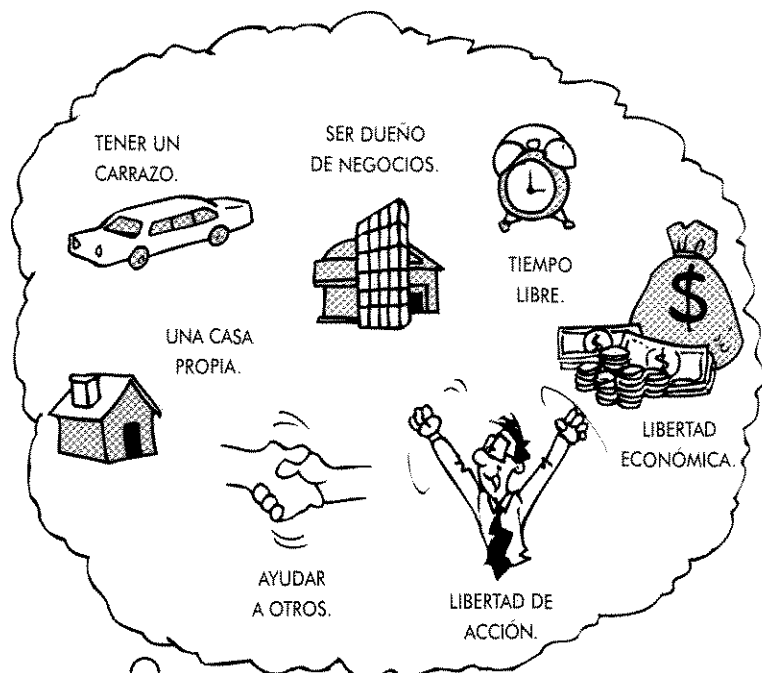 TENER UN
CARRAZO.
SER DUEÑO
DE NEGOCIOS.
TIEMPO
LIBRE.
UNA CASA
PROPIA.
$
LIBERTAD
ECONÓMICA.
AYUDAR
A OTROS.
LIBERTAD DE
ACCIÓN.